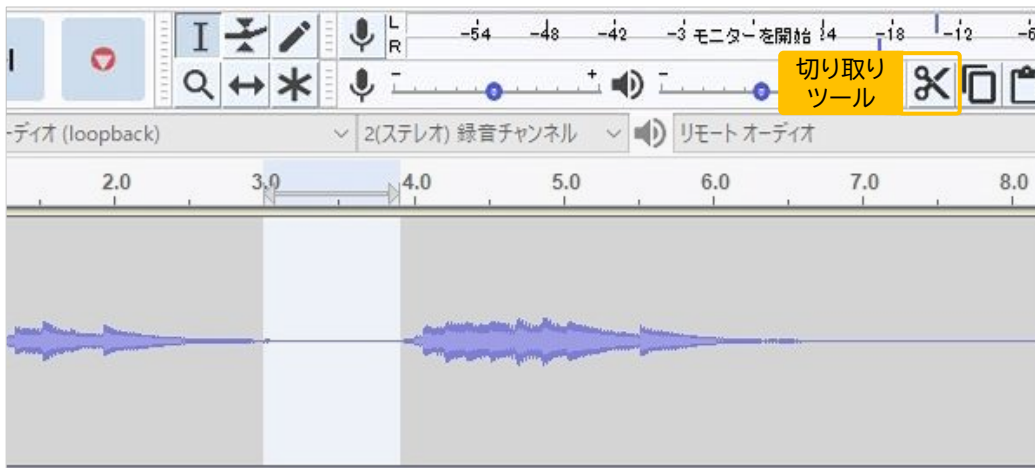 L
R
-54 -48 -42 -3 モニターを開始 !4 -18 -12 -6
- + -
切り取り
ツール
ーディオ (loopback) 2(ステレオ) 録音チャンネル リモート オーディオ
2.0 3.0 4.0 5.0 6.0 7.0 8.0